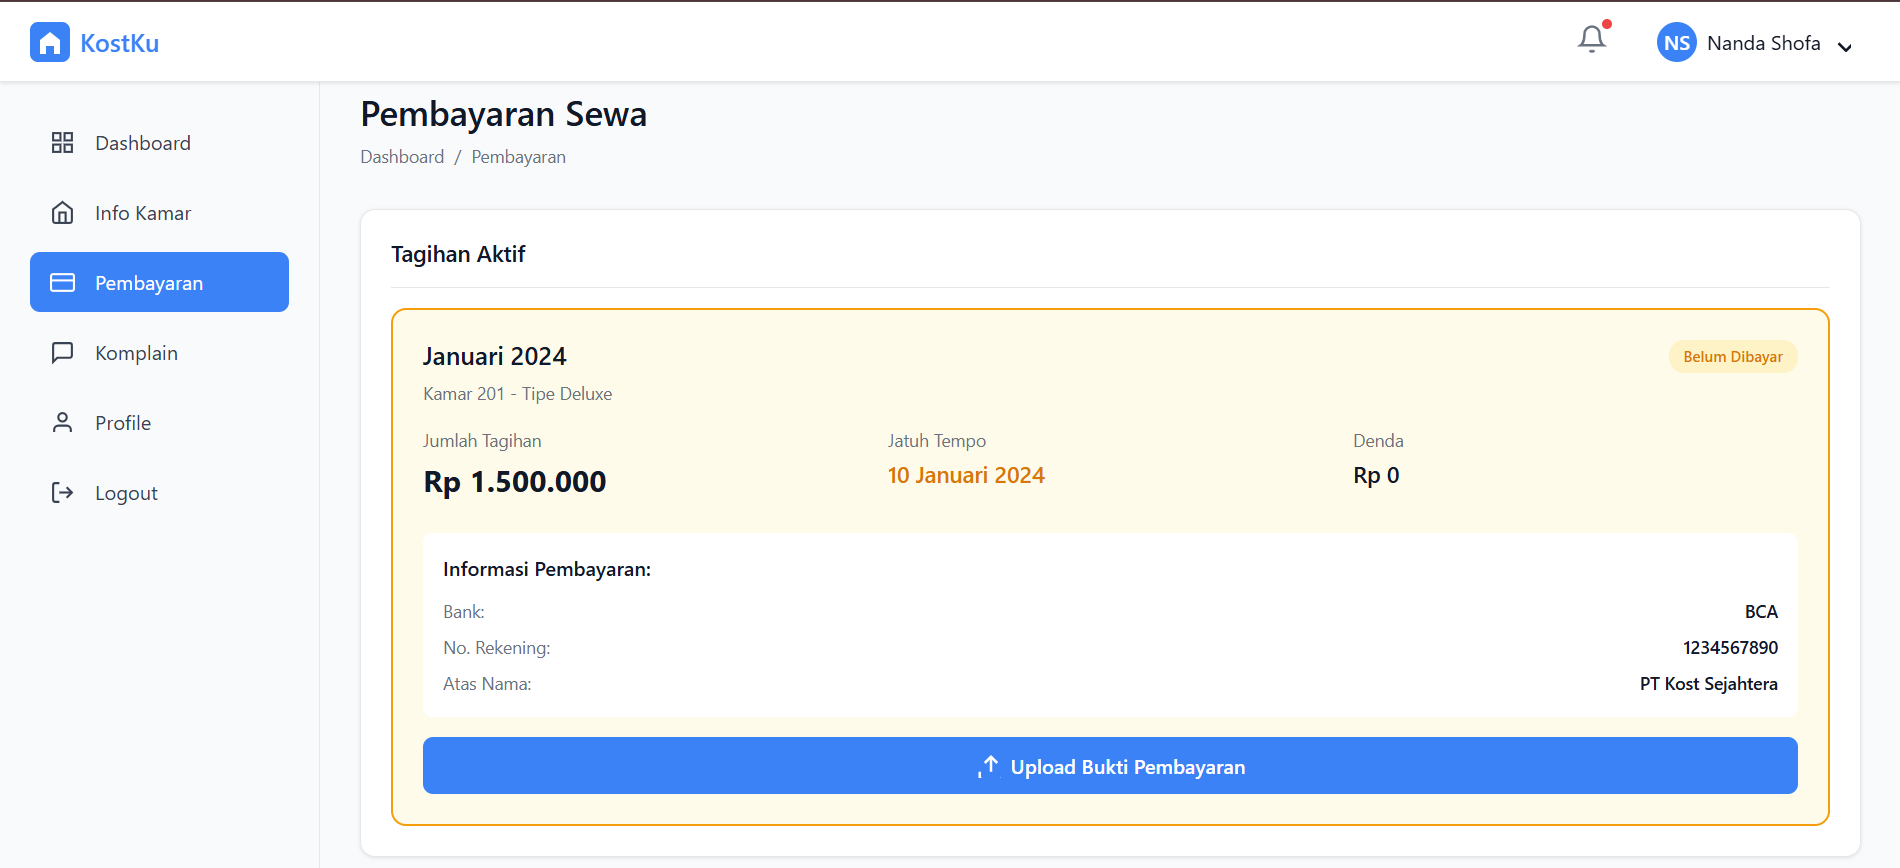 KostKu
NS Nanda Shofa
Dashboard
Info Kamar
Pembayaran
Komplain
Profile
Logout
Pembayaran Sewa
Dashboard / Pembayaran
Tagihan Aktif
Januari 2024
Belum Dibayar
Kamar 201 - Tipe Deluxe
Jumlah Tagihan
Rp 1.500.000
Jatuh Tempo
10 Januari 2024
Denda
Rp 0
Informasi Pembayaran:
Bank: BCA
No. Rekening: 1234567890
Atas Nama: PT Kost Sejahtera
Upload Bukti Pembayaran